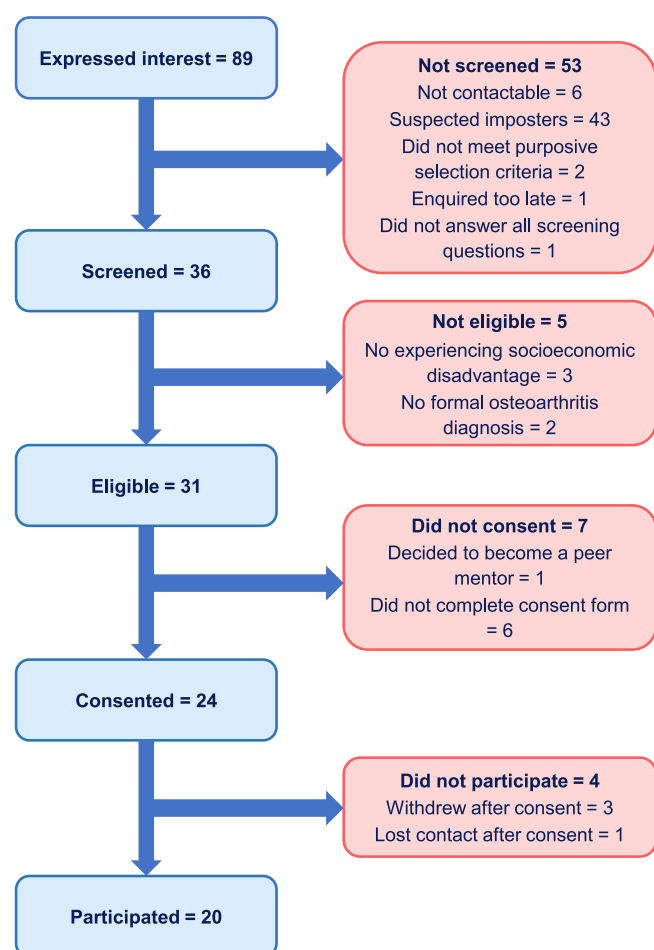 Expressed interest = 89
Not screened = 53
Not contactable = 6
Suspected imposters = 43
Did not meet purposive
selection criteria = 2
Enquired too late = 1
Did not answer all screening
questions = 1
Screened = 36
Not eligible = 5
No experiencing socioeconomic
disadvantage = 3
No formal osteoarthritis
diagnosis = 2
Eligible = 31
Did not consent = 7
Decided to become a peer
mentor = 1
Did not complete consent form
= 6
Consented = 24
Did not participate = 4
Withdrew after consent = 3
Lost contact after consent = 1
Participated = 20